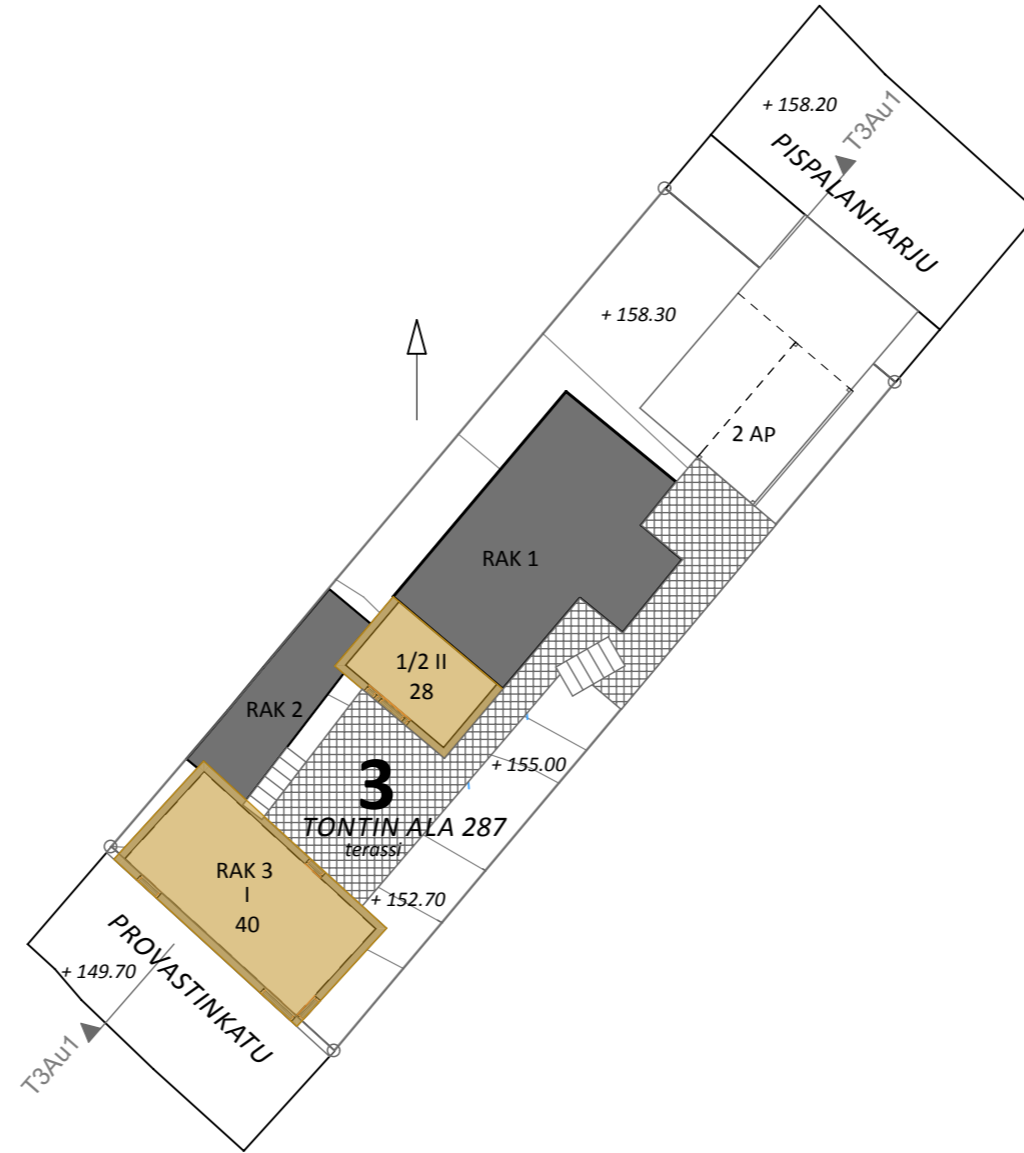 + 158.20
T3Au1
PISPALANHARJU
+ 158.30
2 AP
RAK 1
1/2 II
28
RAK 2
+ 155.00
3
TONTIN ALA 287
terassi
RAK 3
I
40
+ 152.70
PROVASTINKATU
+ 149.70
T3Au1